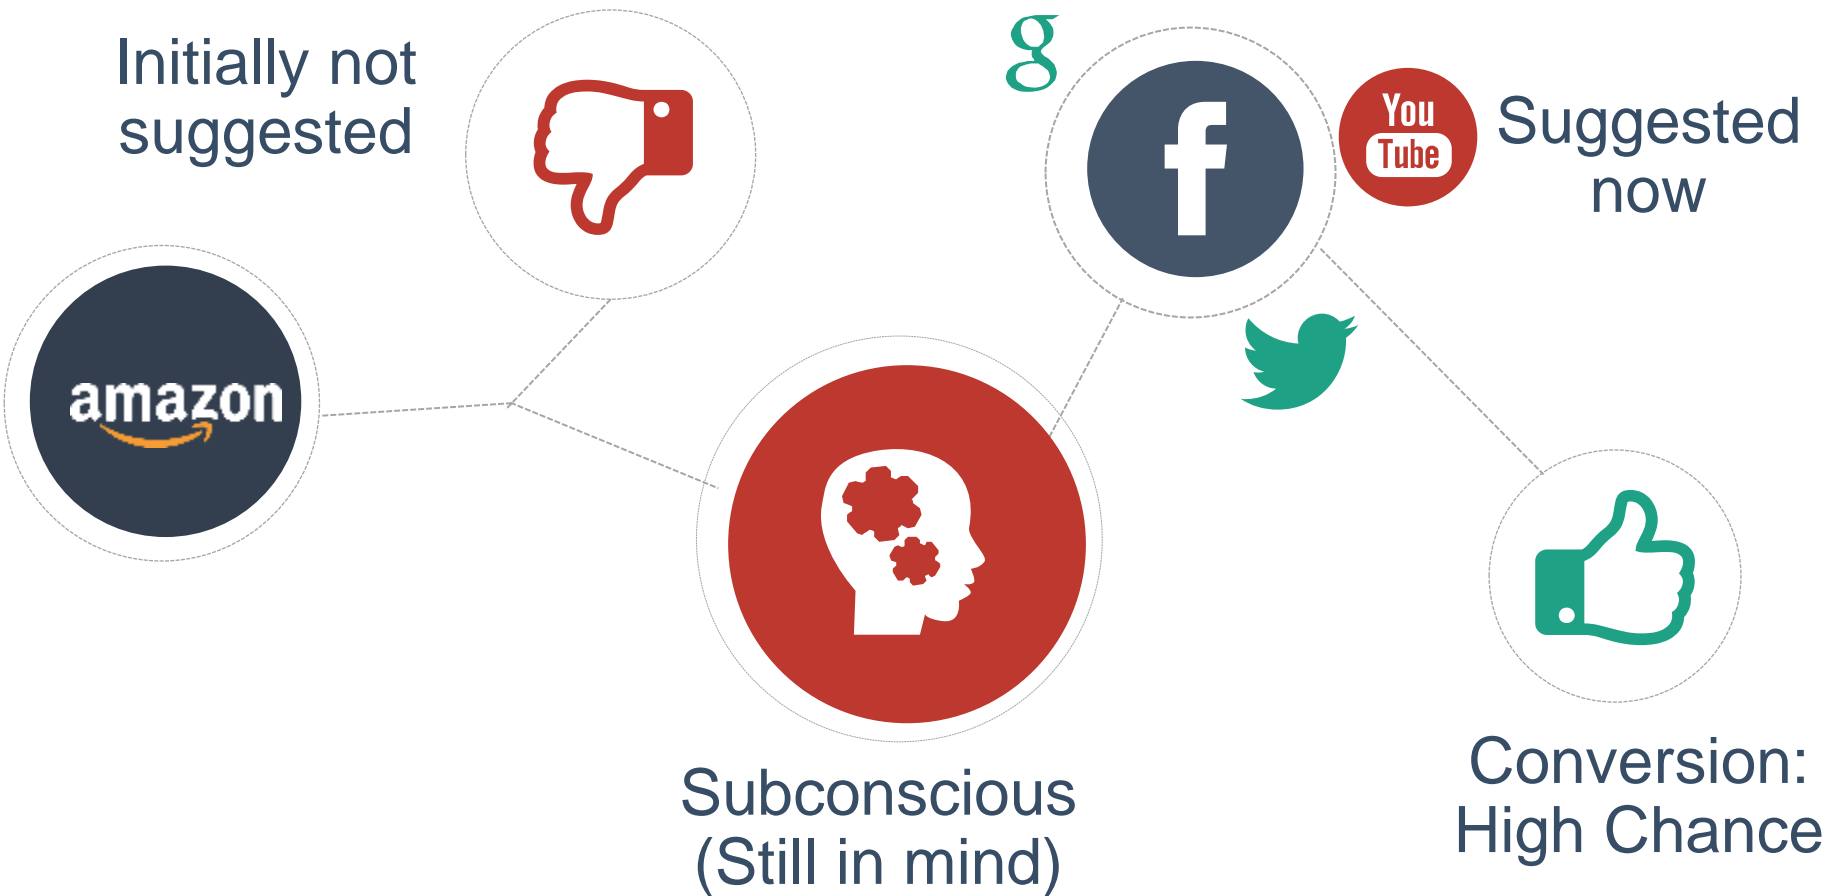 Initially not
suggested
g
f
You
Tube
Suggested
now
amazon
Subconscious
(Still in mind)
Conversion:
High Chance